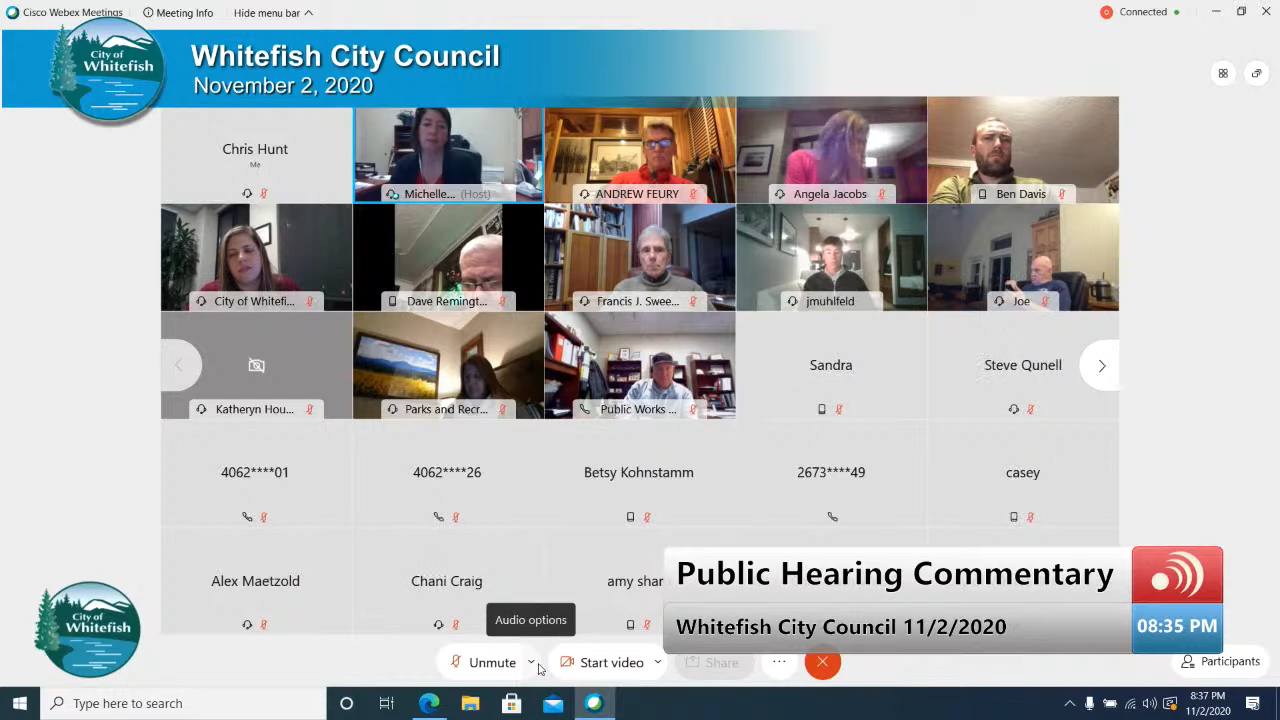 Cisco Webex Meetings
Meeting Info
Hide menu bar
Connected
City of
Whitefish
Whitefish City Council
November 2, 2020
Chris Hunt
Me
Michelle... (Host)
ANDREW FEURY
Angela Jacobs
Ben Davis
City of Whitefi...
Dave Remingt...
Francis J. Swee...
jmuhlfeld
Joe
Katheryn Hou...
Parks and Recr...
Public Works ...
Sandra
Steve Qunell
4062****01
4062****26
Betsy Kohnstamm
2673****49
casey
Alex Maetzold
Chani Craig
amy shar
Public Hearing Commentary
Whitefish City Council 11/2/2020
08:35 PM
City of
Whitefish
Audio options
Unmute
Start video
Share
Participants
Type here to search
8:37 PM
11/2/2020